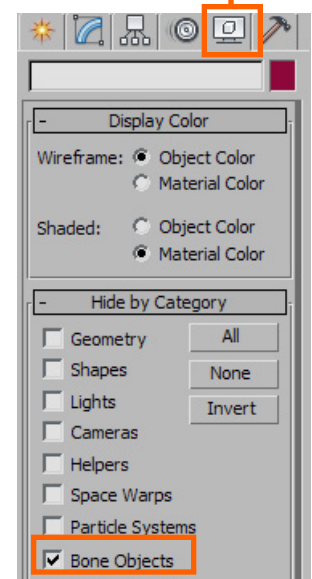 - Display Color
Wireframe: Object Color
Material Color
Shaded: Object Color
Material Color
- Hide by Category
Geometry All
Shapes None
Lights Invert
Cameras
Helpers
Space Warps
Particle Systems
Bone Objects